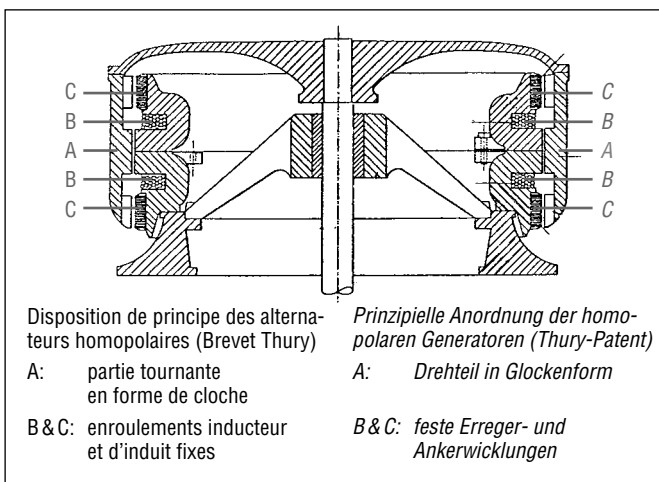 C
B
A
B
C
C
B
A
B
C
Disposition de principe des alterna-
teurs homopolaires (Brevet Thury)
A: partie tournante
en forme de cloche
B & C: enroulements inducteur
et d'induit fixes
Prinzipielle Anordnung der homo-
polaren Generatoren (Thury-Patent)
A: Drehteil in Glockenform
B & C: feste Erreger- und
Ankerwicklungen